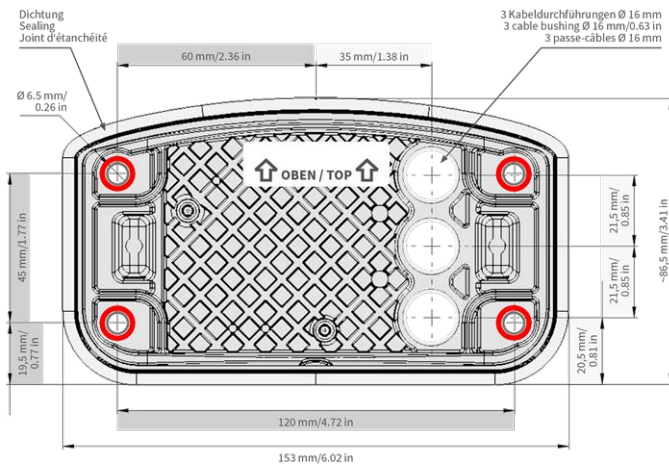 Dichtung
Sealing
Joint d'étanchéité
3 Kabeldurchführungen Ø 16 mm
3 cable bushing Ø 16 mm/0.63 in
3 passe-câbles Ø 16 mm
60 mm/2.36 in
35 mm/1.38 in
Ø 6.5 mm/
0.26 in
OBEN / TOP
45 mm/1.77 in
19,5 mm/
0.77 in
21,5 mm/
0.85 in
21,5 mm/
0.85 in
20,5 mm/
0.81 in
~86,5 mm/3.41 in
120 mm/4.72 in
153 mm/6.02 in